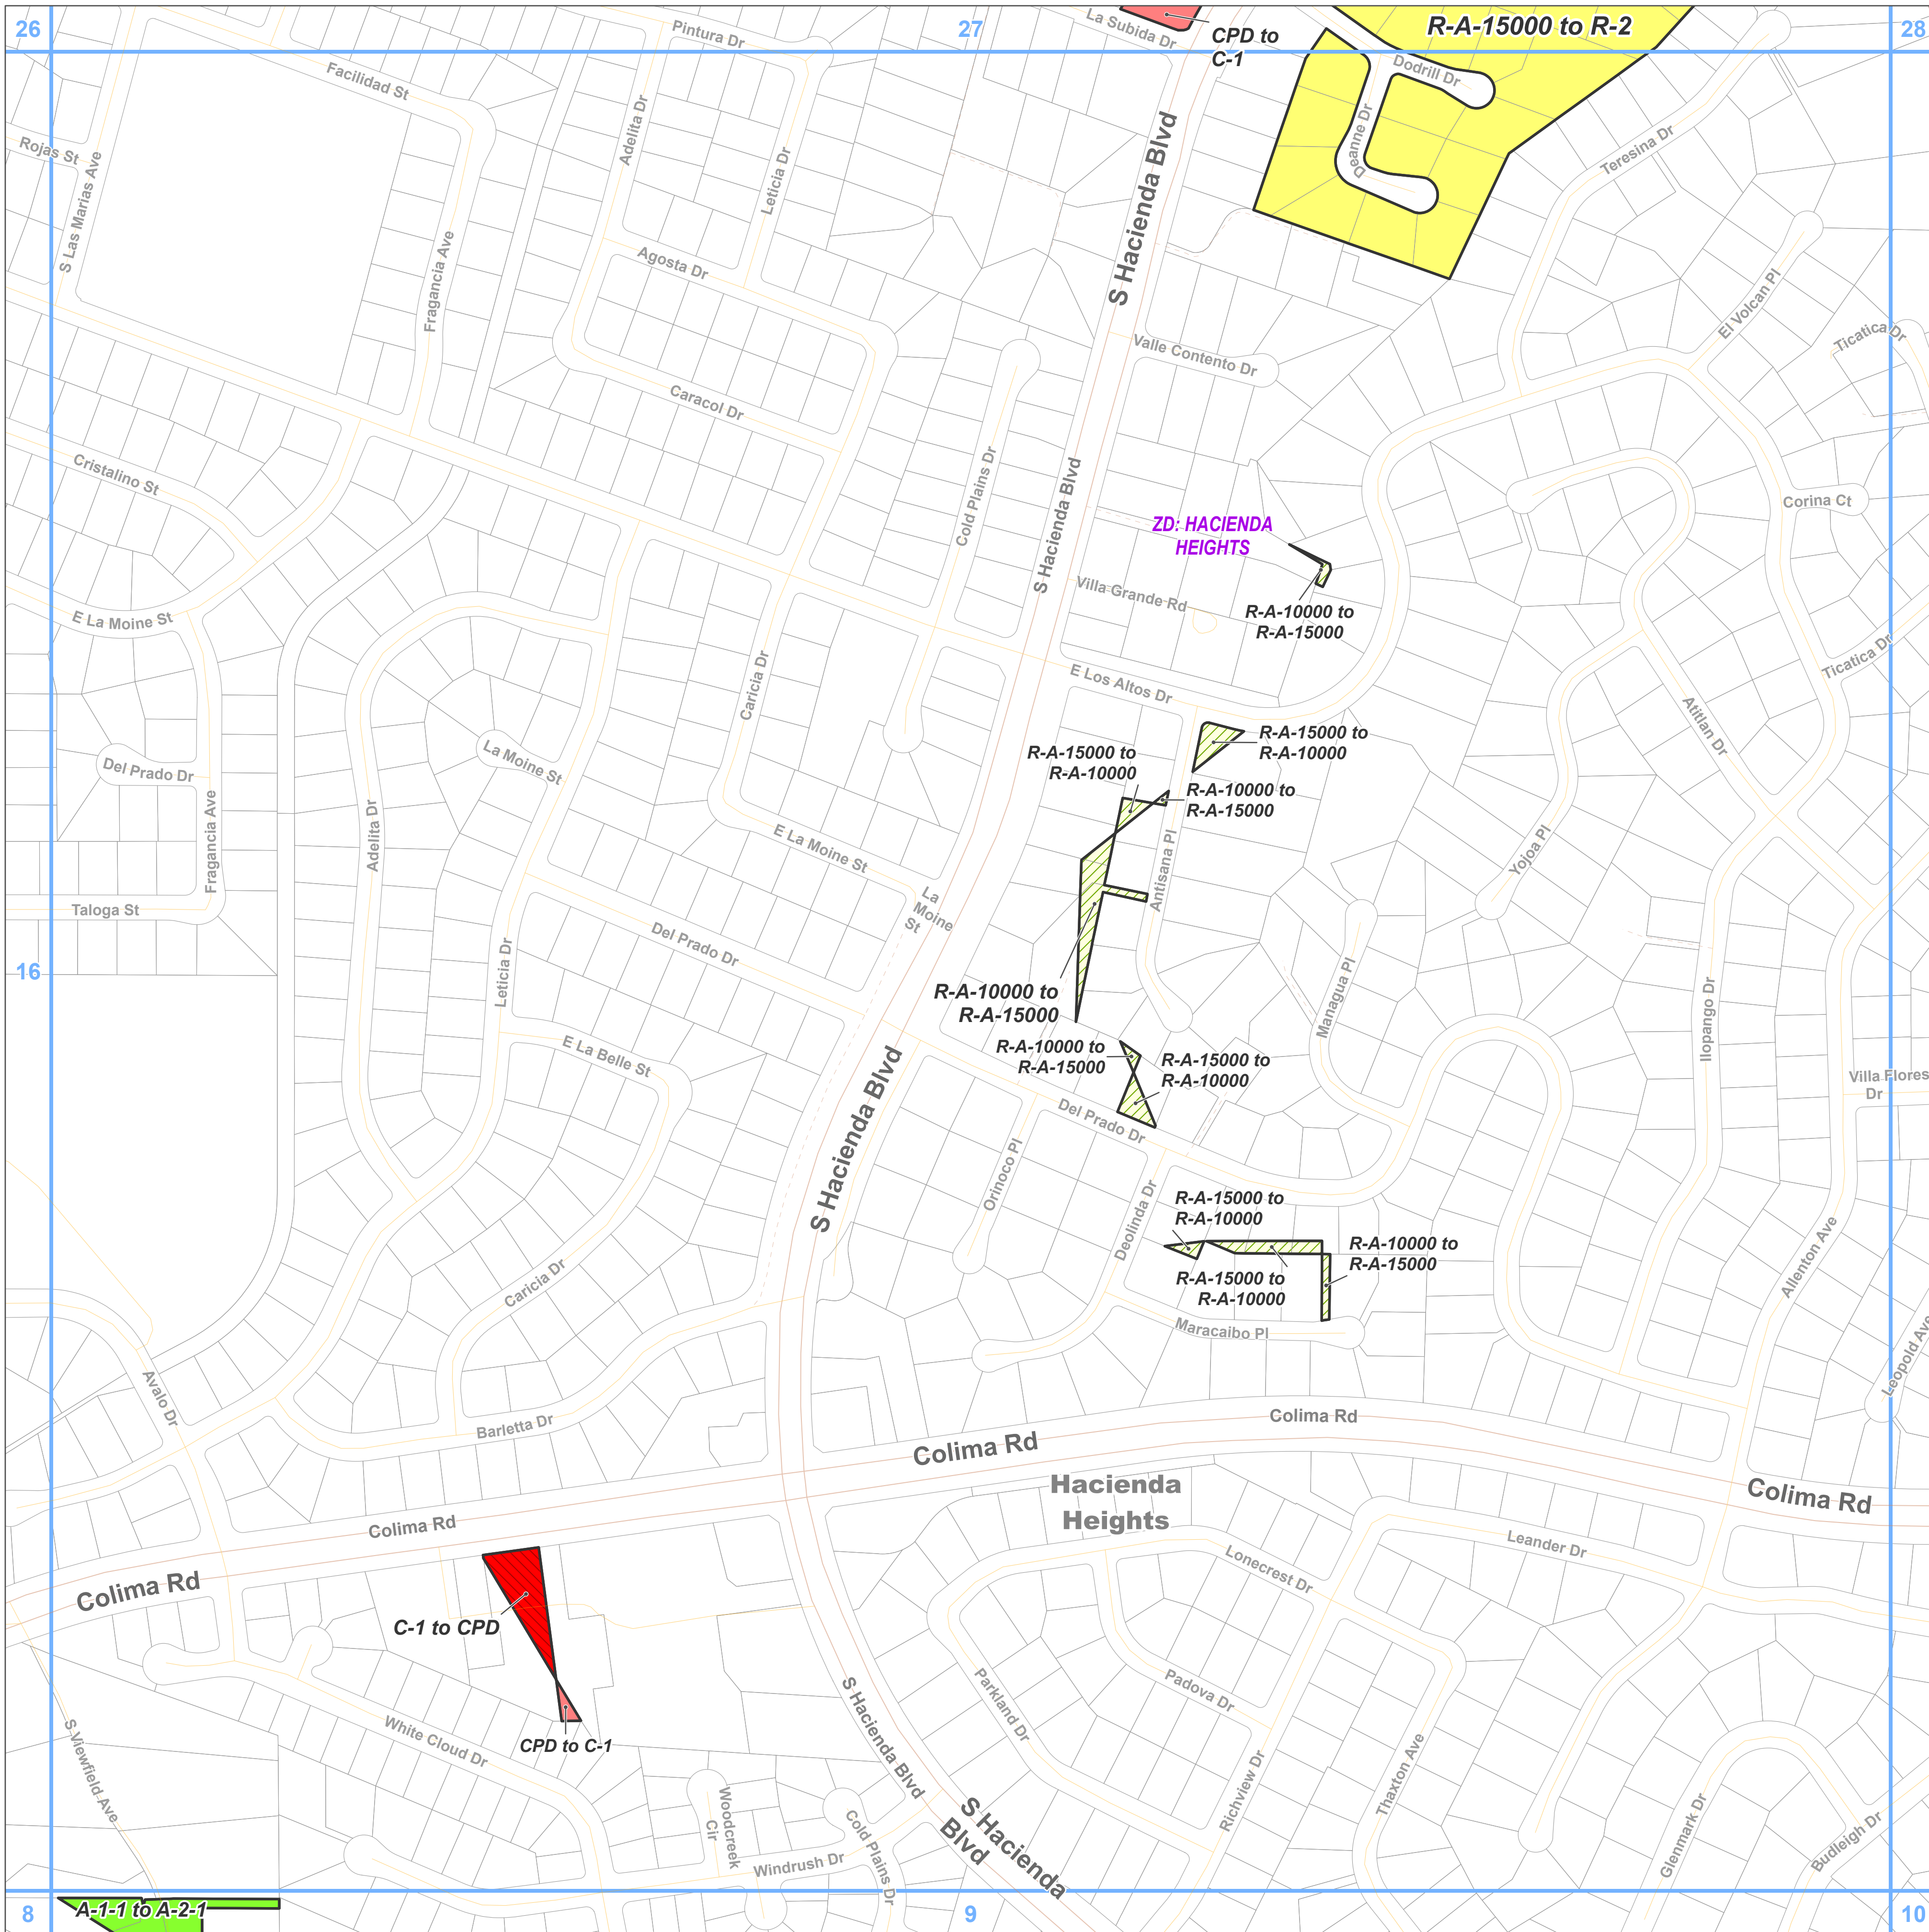 26
27
28
La Subida Dr
CPD to
C-1
R-A-15000 to R-2
Pintura Dr
Facilidad St
Dodrill Dr
Deanne Dr
Teresina Dr
Rojas St
S Las Marias Ave
Adelita Dr
Leticia Dr
S Hacienda Blvd
Fragancia Ave
Agosta Dr
El Volcan Pl
Ticatica Dr
Valle Contento Dr
Caracol Dr
Cristalino St
Cold Plains Dr
S Hacienda Blvd
Corina Ct
ZD: HACIENDA
HEIGHTS
R-A-10000 to
R-A-15000
Villa Grande Rd
E La Moine St
Caricia Dr
E Los Altos Dr
Ticatica Dr
Atitlan Dr
R-A-15000 to
R-A-10000
R-A-15000 to
R-A-10000
R-A-10000 to
R-A-15000
La Moine St
Del Prado Dr
Fragancia Ave
Adelita Dr
E La Moine St
Antisana Pl
Yojoa Pl
La
Moine
St
Taloga St
Del Prado Dr
16
Leticia Dr
R-A-10000 to
R-A-15000
Managua Pl
Ilopango Dr
E La Belle St
R-A-10000 to
R-A-15000
R-A-15000 to
R-A-10000
Villa Flores
Dr
S Hacienda Blvd
Del Prado Dr
Orinoco Pl
Deolinda Dr
R-A-15000 to
R-A-10000
R-A-10000 to
R-A-15000
R-A-15000 to
R-A-10000
Allenton Ave
Caricia Dr
Maracaibo Pl
Leopold Ave
Avalo Dr
Barletta Dr
Colima Rd
Colima Rd
Hacienda
Heights
Colima Rd
Colima Rd
Leander Dr
Lonecrest Dr
Colima Rd
C-1 to CPD
CPD to C-1
S Viewfield Ave
White Cloud Dr
S Hacienda Blvd
Parkland Dr
Padova Dr
Richview Dr
Thaxton Ave
Glenmark Dr
Budleigh Dr
Woodcreek
Cir
Cold Plains Dr
Windrush Dr
S Hacienda
Blvd
A-1-1 to A-2-1
8
9
10